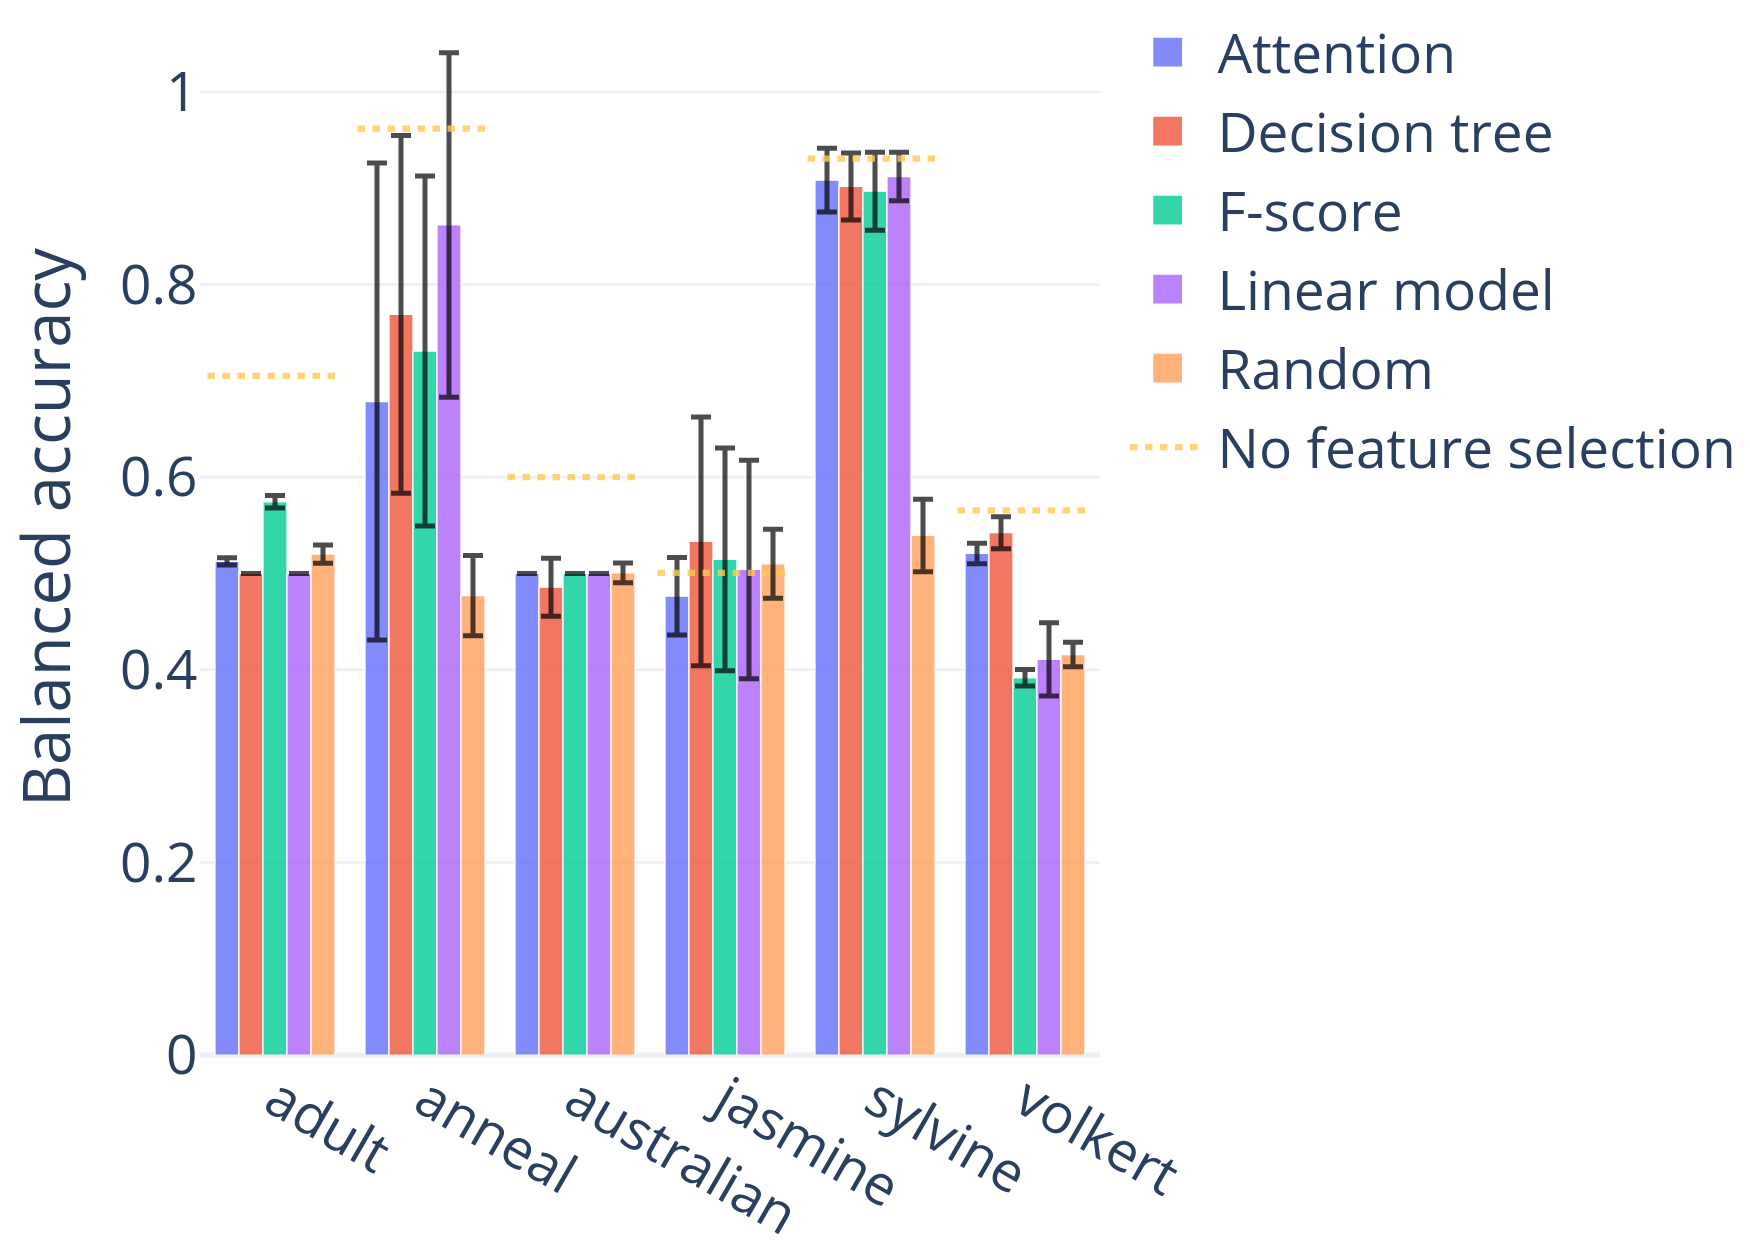 Balanced accuracy
1
0.8
0.6
0.4
0.2
0
adult
anneal
australian
jasmine
sylvine
volkert
Attention
Decision tree
F-score
Linear model
Random
No feature selection